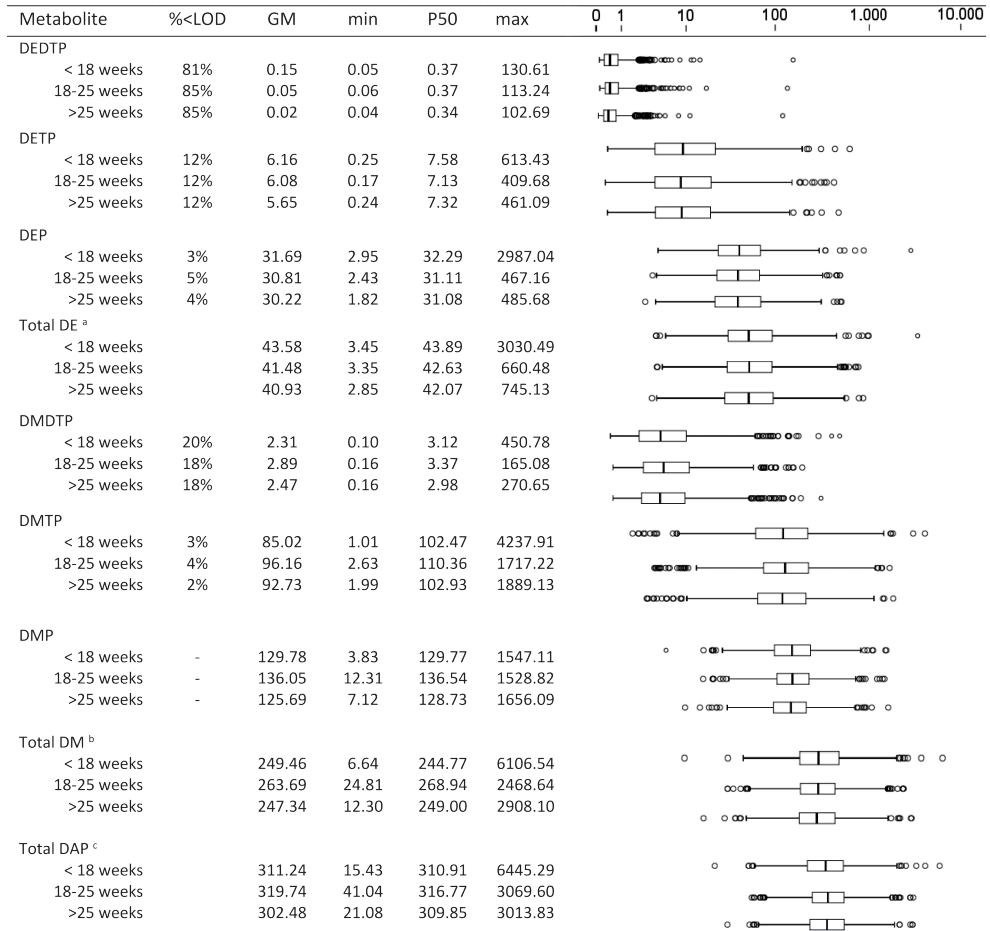 Metabolite %<LOD GM min P50 max 0 1 10 100 1.000 10.000
DEDTP
< 18 weeks 81% 0.15 0.05 0.37 130.61
18-25 weeks 85% 0.05 0.06 0.37 113.24
>25 weeks 85% 0.02 0.04 0.34 102.69
DETP
< 18 weeks 12% 6.16 0.25 7.58 613.43
18-25 weeks 12% 6.08 0.17 7.13 409.68
>25 weeks 12% 5.65 0.24 7.32 461.09
DEP
< 18 weeks 3% 31.69 2.95 32.29 2987.04
18-25 weeks 5% 30.81 2.43 31.11 467.16
>25 weeks 4% 30.22 1.82 31.08 485.68
Total DE a
< 18 weeks 43.58 3.45 43.89 3030.49
18-25 weeks 41.48 3.35 42.63 660.48
>25 weeks 40.93 2.85 42.07 745.13
DMDTP
< 18 weeks 20% 2.31 0.10 3.12 450.78
18-25 weeks 18% 2.89 0.16 3.37 165.08
>25 weeks 18% 2.47 0.16 2.98 270.65
DMTP
< 18 weeks 3% 85.02 1.01 102.47 4237.91
18-25 weeks 4% 96.16 2.63 110.36 1717.22
>25 weeks 2% 92.73 1.99 102.93 1889.13
DMP
< 18 weeks - 129.78 3.83 129.77 1547.11
18-25 weeks - 136.05 12.31 136.54 1528.82
>25 weeks - 125.69 7.12 128.73 1656.09
Total DM b
< 18 weeks 249.46 6.64 244.77 6106.54
18-25 weeks 263.69 24.81 268.94 2468.64
>25 weeks 247.34 12.30 249.00 2908.10
Total DAP c
< 18 weeks 311.24 15.43 310.91 6445.29
18-25 weeks 319.74 41.04 316.77 3069.60
>25 weeks 302.48 21.08 309.85 3013.83